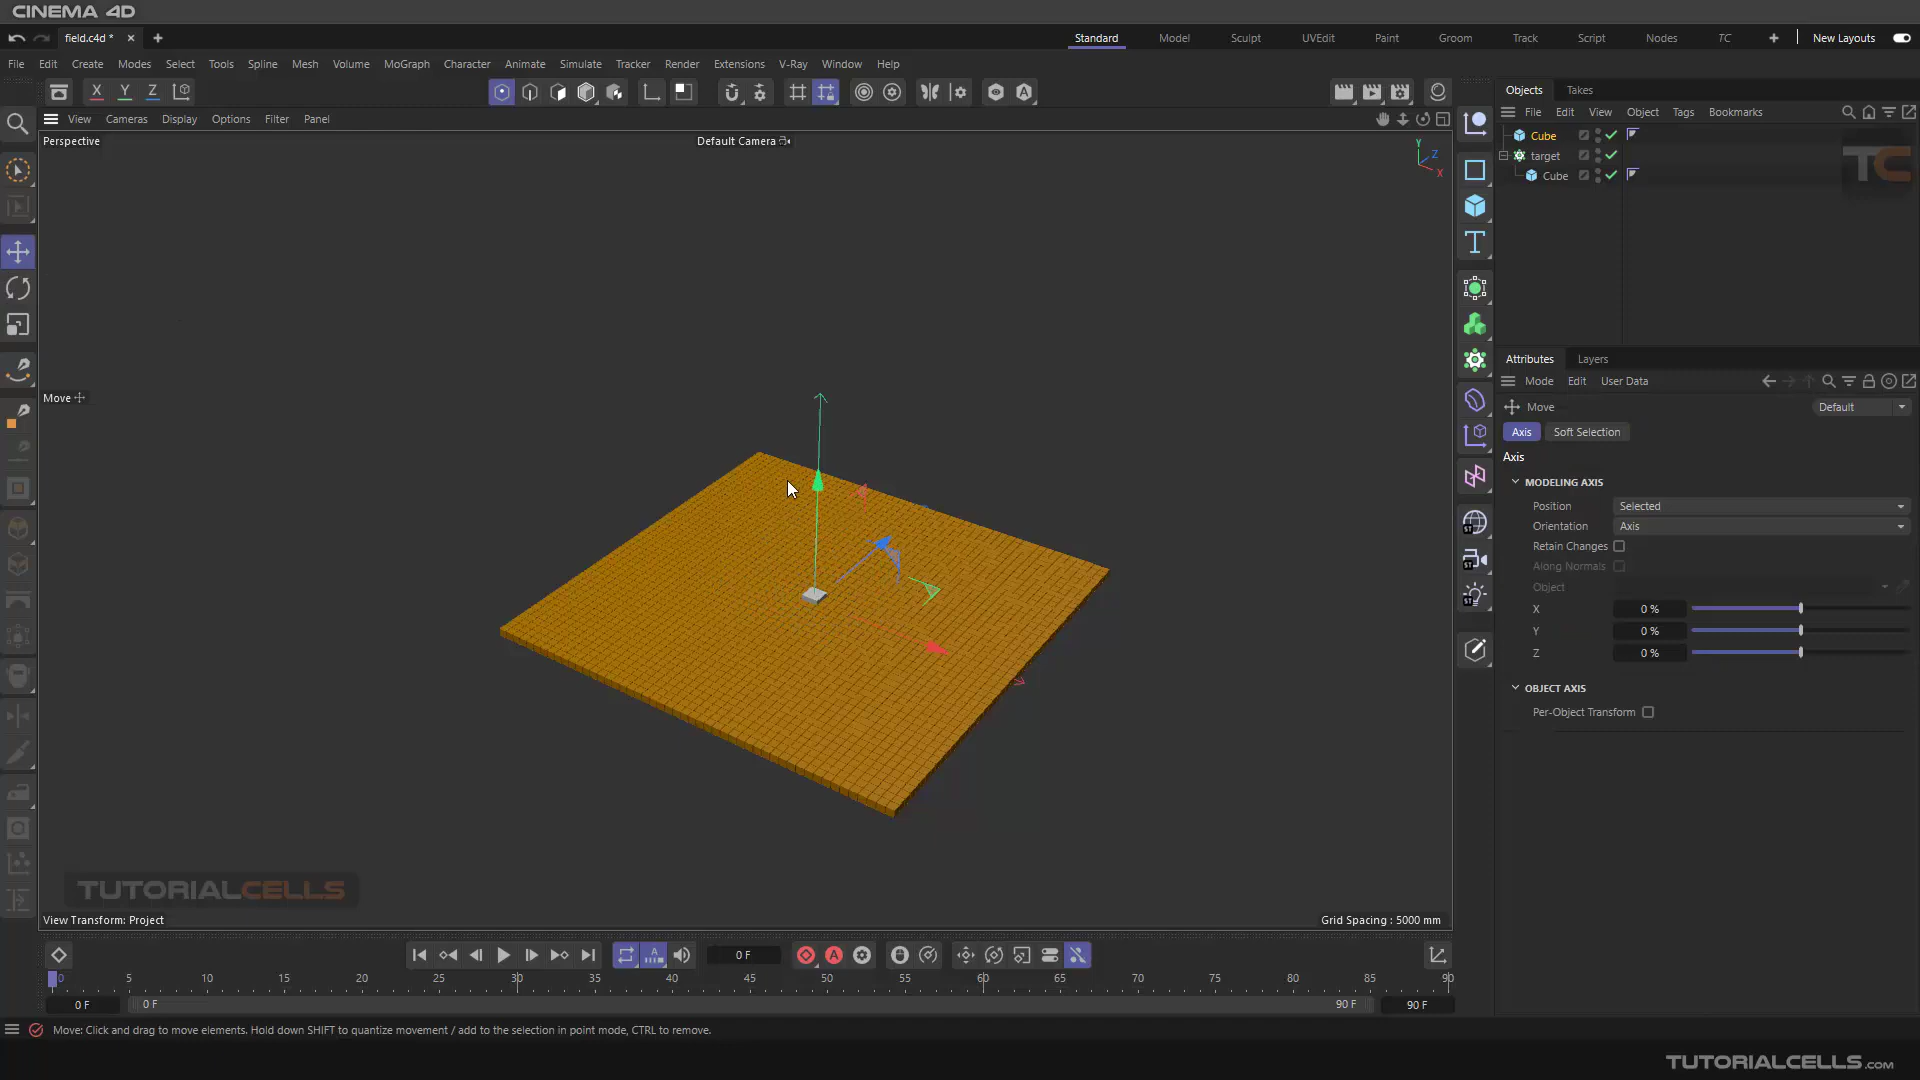 CINEMA 4D
field.c4d *
Standard Model Sculpt UVEdit Paint Groom Track Script Nodes TC New Layouts
File Edit Create Modes Select Tools Spline Mesh Volume MoGraph Character Animate Simulate Tracker Render Extensions V-Ray Window Help
X Y Z
Objects Takes
View Cameras Display Options Filter Panel
File Edit View Object Tags Bookmarks
Perspective
Default Camera
Y
Z
X
Cube
target
Cube
TC
Attributes Layers
Mode Edit User Data
Move
Move
Default
Axis Soft Selection
Axis
MODELING AXIS
Position Selected
Orientation Axis
Retain Changes
Along Normals
Object
X 0 %
Y 0 %
Z 0 %
OBJECT AXIS
Per-Object Transform
TUTORIALCELLS
View Transform: Project
Grid Spacing : 5000 mm
0 F
0 5 10 15 20 25 30 35 40 45 50 55 60 65 70 75 80 85 90
0 F 0 F 90 F 90 F
Move: Click and drag to move elements. Hold down SHIFT to quantize movement / add to the selection in point mode, CTRL to remove.
TUTORIALCELLS.com